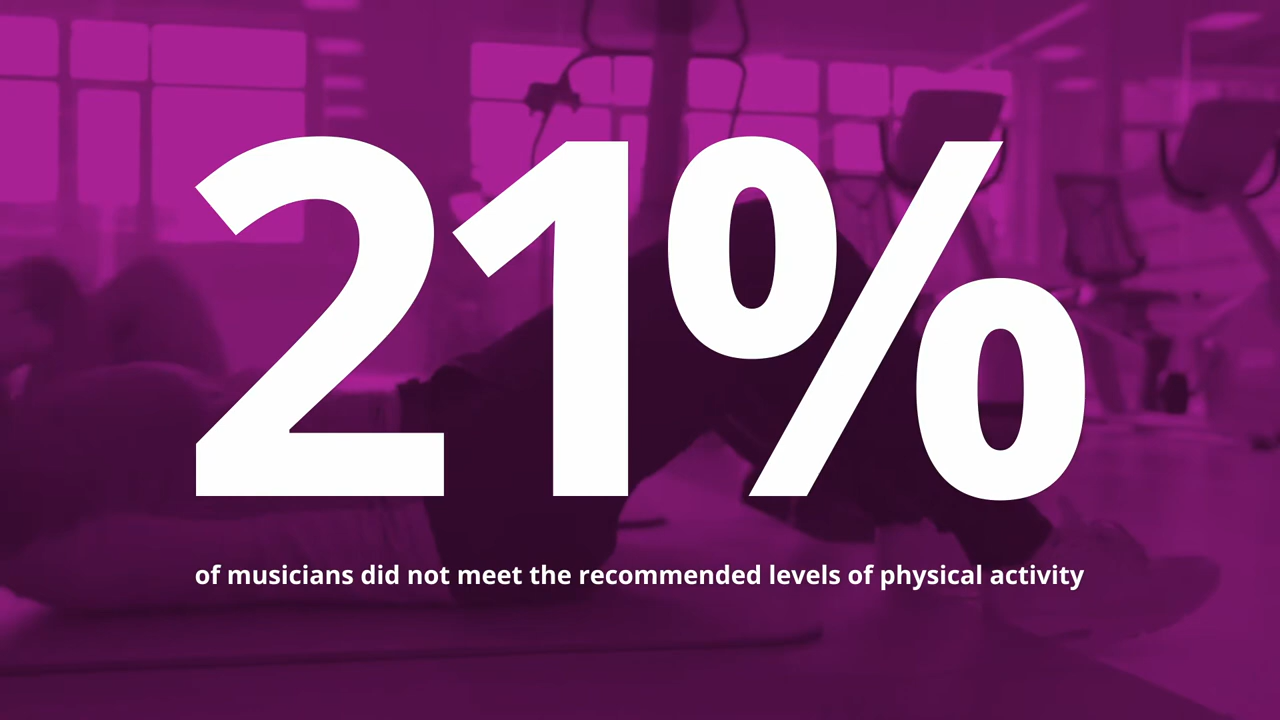 21%
of musicians did not meet the recommended levels of physical activity